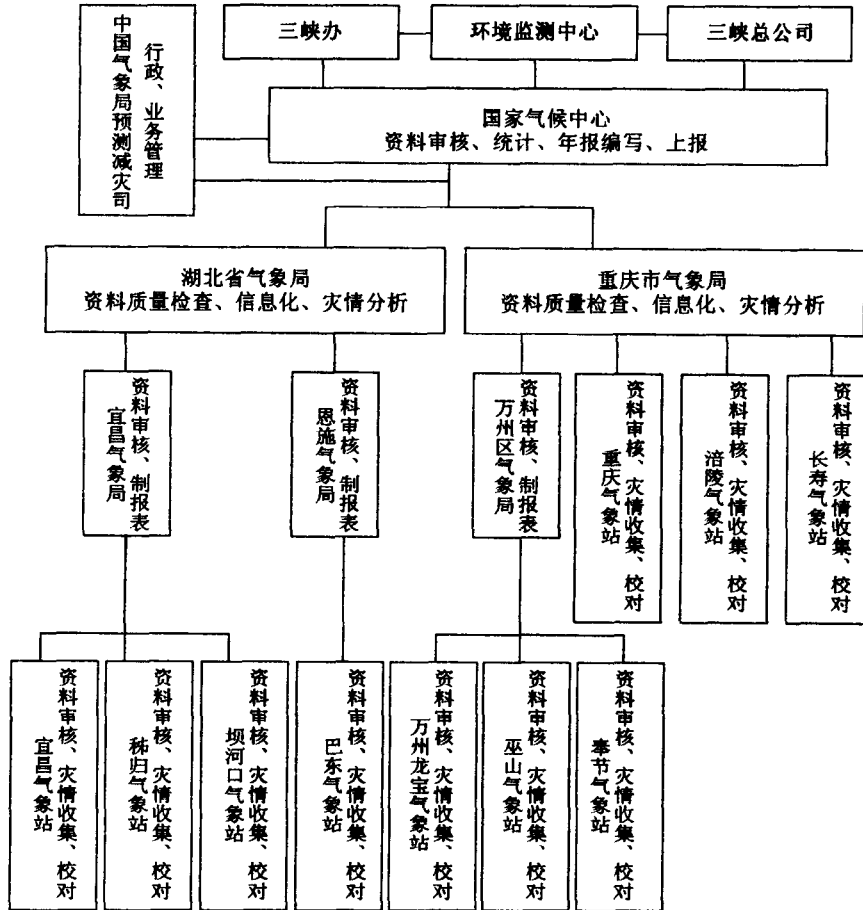 中国气象局预测减灾司
行政、业务管理
三峡办
环境监测中心
三峡总公司
国家气候中心
资料审核、统计、年报编写、上报
湖北省气象局
资料质量检查、信息化、灾情分析
重庆市气象局
资料质量检查、信息化、灾情分析
宜昌气象局
资料审核、制报表
恩施气象局
资料审核、制报表
万州区气象局
资料审核、制报表
重庆气象站
资料审核、灾情收集、校对
涪陵气象站
资料审核、灾情收集、校对
长寿气象站
资料审核、灾情收集、校对
宜昌气象站
资料审核、灾情收集、校对
秭归气象站
资料审核、灾情收集、校对
坝河口气象站
资料审核、灾情收集、校对
巴东气象站
资料审核、灾情收集、校对
万州龙宝气象站
资料审核、灾情收集、校对
巫山气象站
资料审核、灾情收集、校对
奉节气象站
资料审核、灾情收集、校对